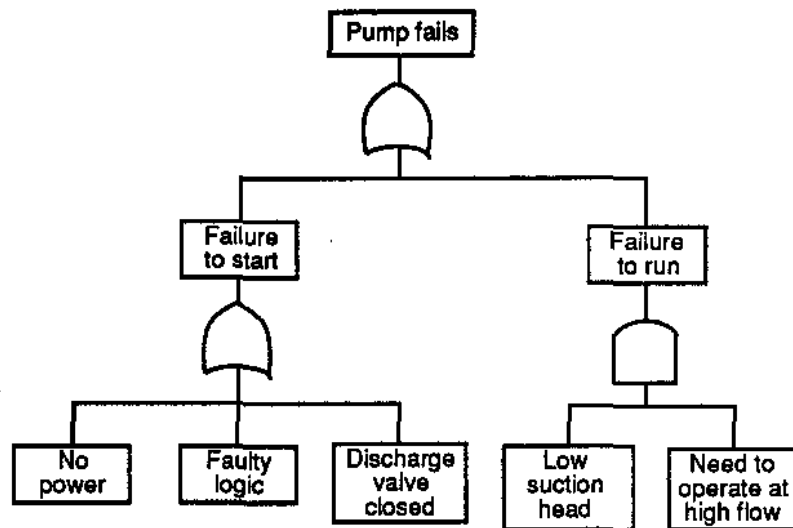 Pump fails
Failure
to start
Failure
to run
No
power
Faulty
logic
Discharge
valve
closed
Low
suction
head
Need to
operate at
high flow